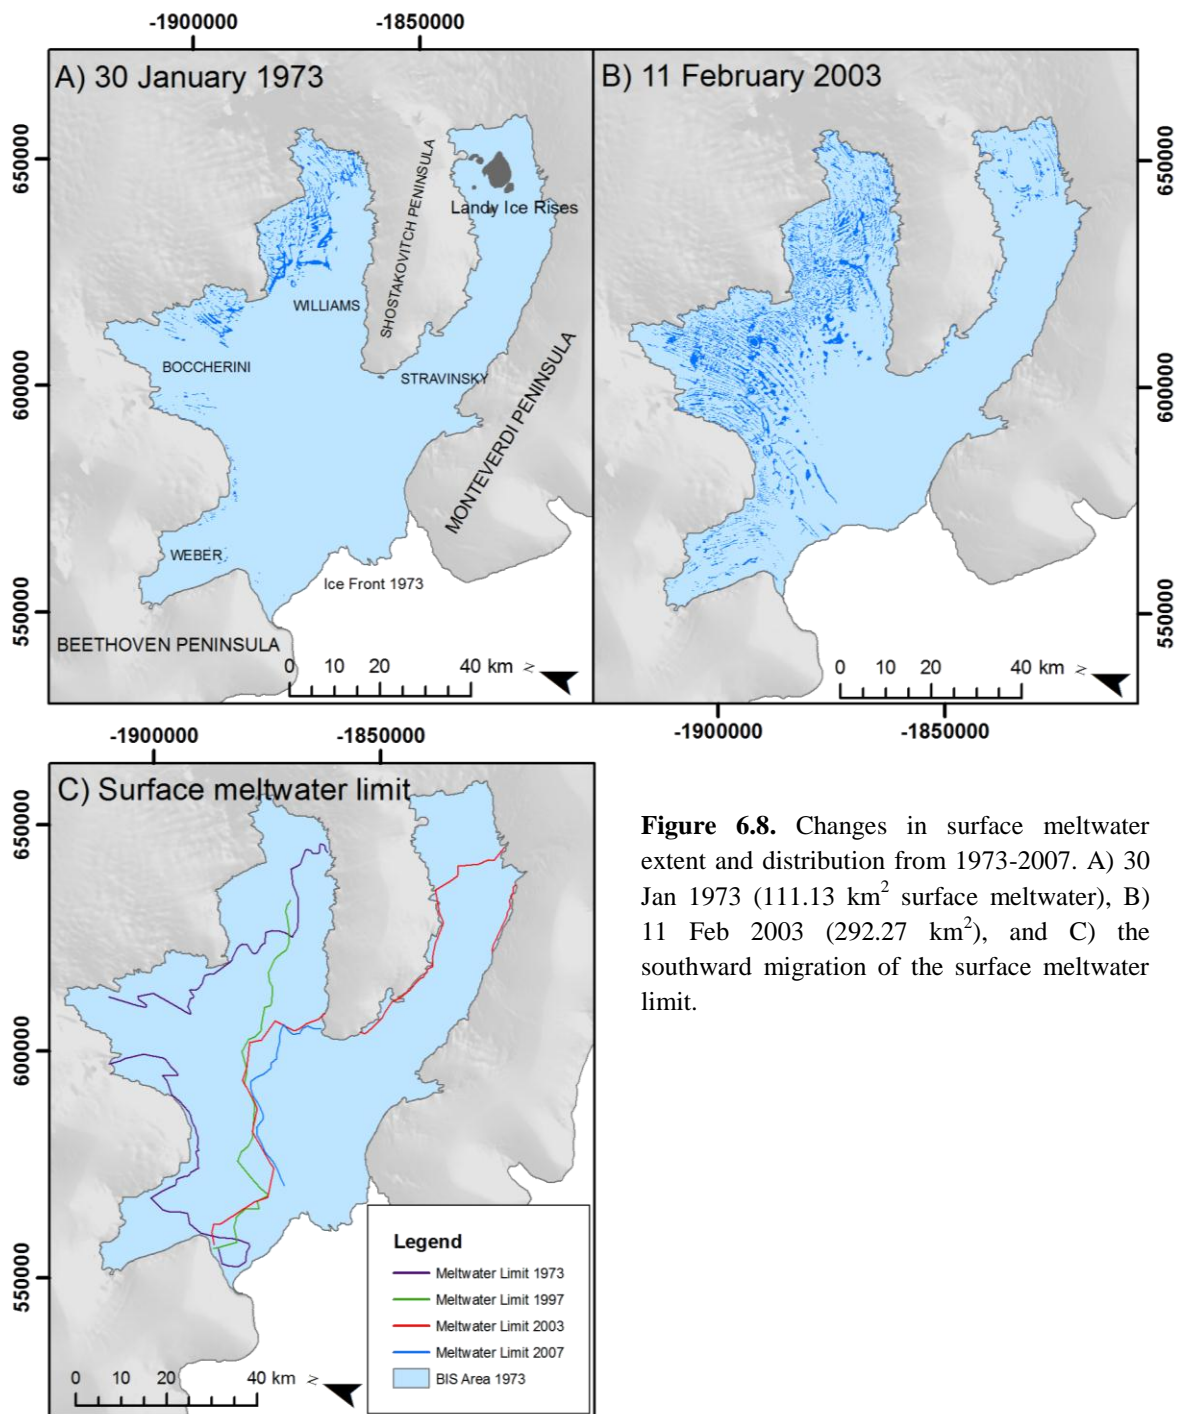 -1900000 -1850000
A) 30 January 1973
B) 11 February 2003
650000
600000
550000
SHOSTAKOVITCH PENINSULA
Landy Ice Rises
WILLIAMS
BOCCHERINI
STRAVINSKY
MONTEVERDI PENINSULA
WEBER
Ice Front 1973
BEETHOVEN PENINSULA
0 10 20 40 km
N
0 10 20 40 km
N
650000
600000
550000
-1900000 -1850000
-1900000 -1850000
C) Surface meltwater limit
650000
600000
550000
Legend
Meltwater Limit 1973
Meltwater Limit 1997
Meltwater Limit 2003
Meltwater Limit 2007
BIS Area 1973
0 10 20 40 km
N
Figure 6.8. Changes in surface meltwater
extent and distribution from 1973-2007. A) 30
Jan 1973 (111.13 km² surface meltwater), B)
11 Feb 2003 (292.27 km²), and C) the
southward migration of the surface meltwater
limit.